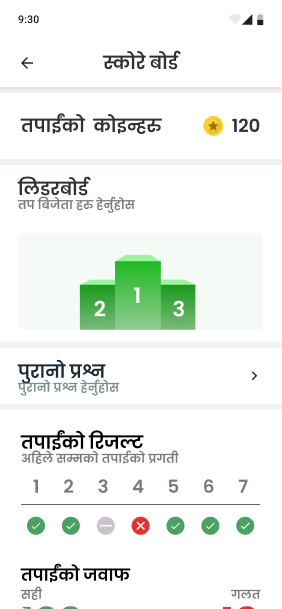 9:30
स्कोरे बोर्ड
तपाईंको कोइन्हरु 120
लिडरबोर्ड
तप बिजेता हरु हेर्नुहोस
2 1 3
पुरानो प्रश्न
पुरानो प्रश्न हेर्नुहोस
तपाईंको रिजल्ट
अहिले सम्मको तपाईको प्रगती
1 2 3 4 5 6 7
तपाईंको जवाफ
सही गलत